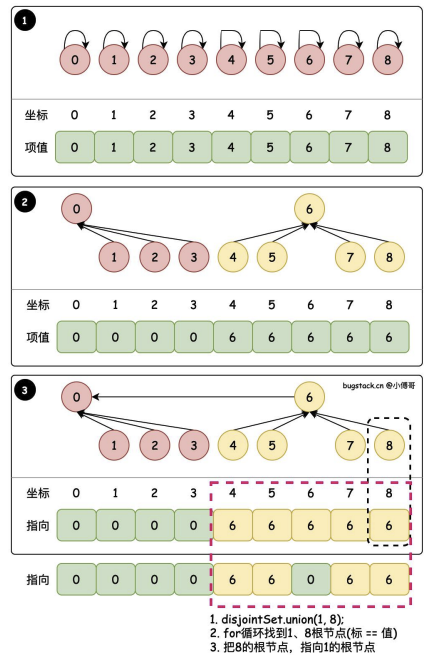 1
0 1 2 3 4 5 6 7 8
坐标 0 1 2 3 4 5 6 7 8
项值 0 1 2 3 4 5 6 7 8
2
0 6
1 2 3 4 5 7 8
坐标 0 1 2 3 4 5 6 7 8
项值 0 0 0 0 6 6 6 6 6
3
bugstack.cn @小傅哥
0 6
1 2 3 4 5 7 8
坐标 0 1 2 3 4 5 6 7 8
指向 0 0 0 0 6 6 6 6 6
指向 0 0 0 0 6 6 0 6 6
1. disjointSet.union(1, 8);
2. for循环找到1、8根节点(标 == 值)
3. 把8的根节点，指向1的根节点